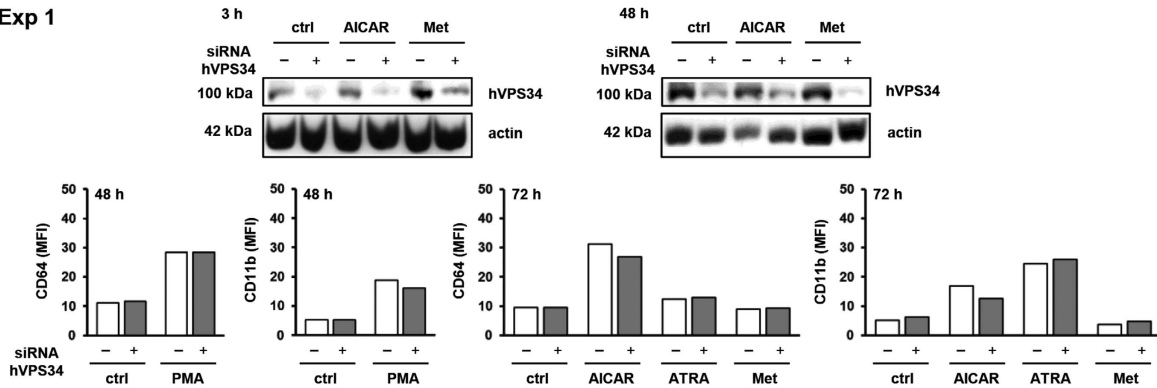 Exp 1
3 h
ctrl AICAR Met
siRNA
hVPS34 – + – + – +
100 kDa hVPS34
42 kDa actin
48 h
ctrl AICAR Met
siRNA
hVPS34 – + – + – +
100 kDa hVPS34
42 kDa actin
48 h
CD64 (MFI)
50
40
30
20
10
0
siRNA
hVPS34
– + – +
ctrl PMA
48 h
CD11b (MFI)
50
40
30
20
10
0
– + – +
ctrl PMA
72 h
CD64 (MFI)
50
40
30
20
10
0
– + – + – + – +
ctrl AICAR ATRA Met
72 h
CD11b (MFI)
50
40
30
20
10
0
siRNA
hVPS34
– + – + – + – +
ctrl AICAR ATRA Met